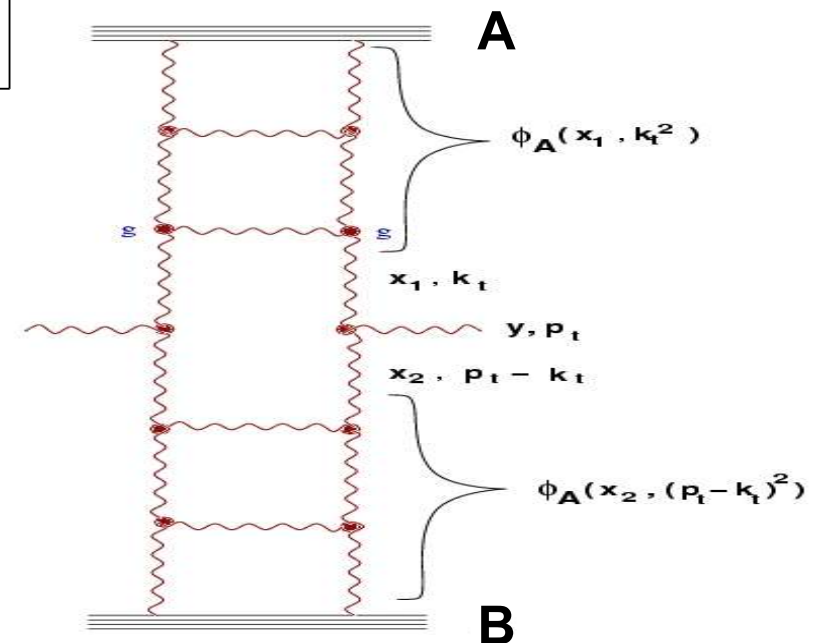 A
ϕA(x1 , kt² )
g g
x1 , kt
y, pt
x2 , pt − kt
ϕA(x2 , (pt−kt)²)
B